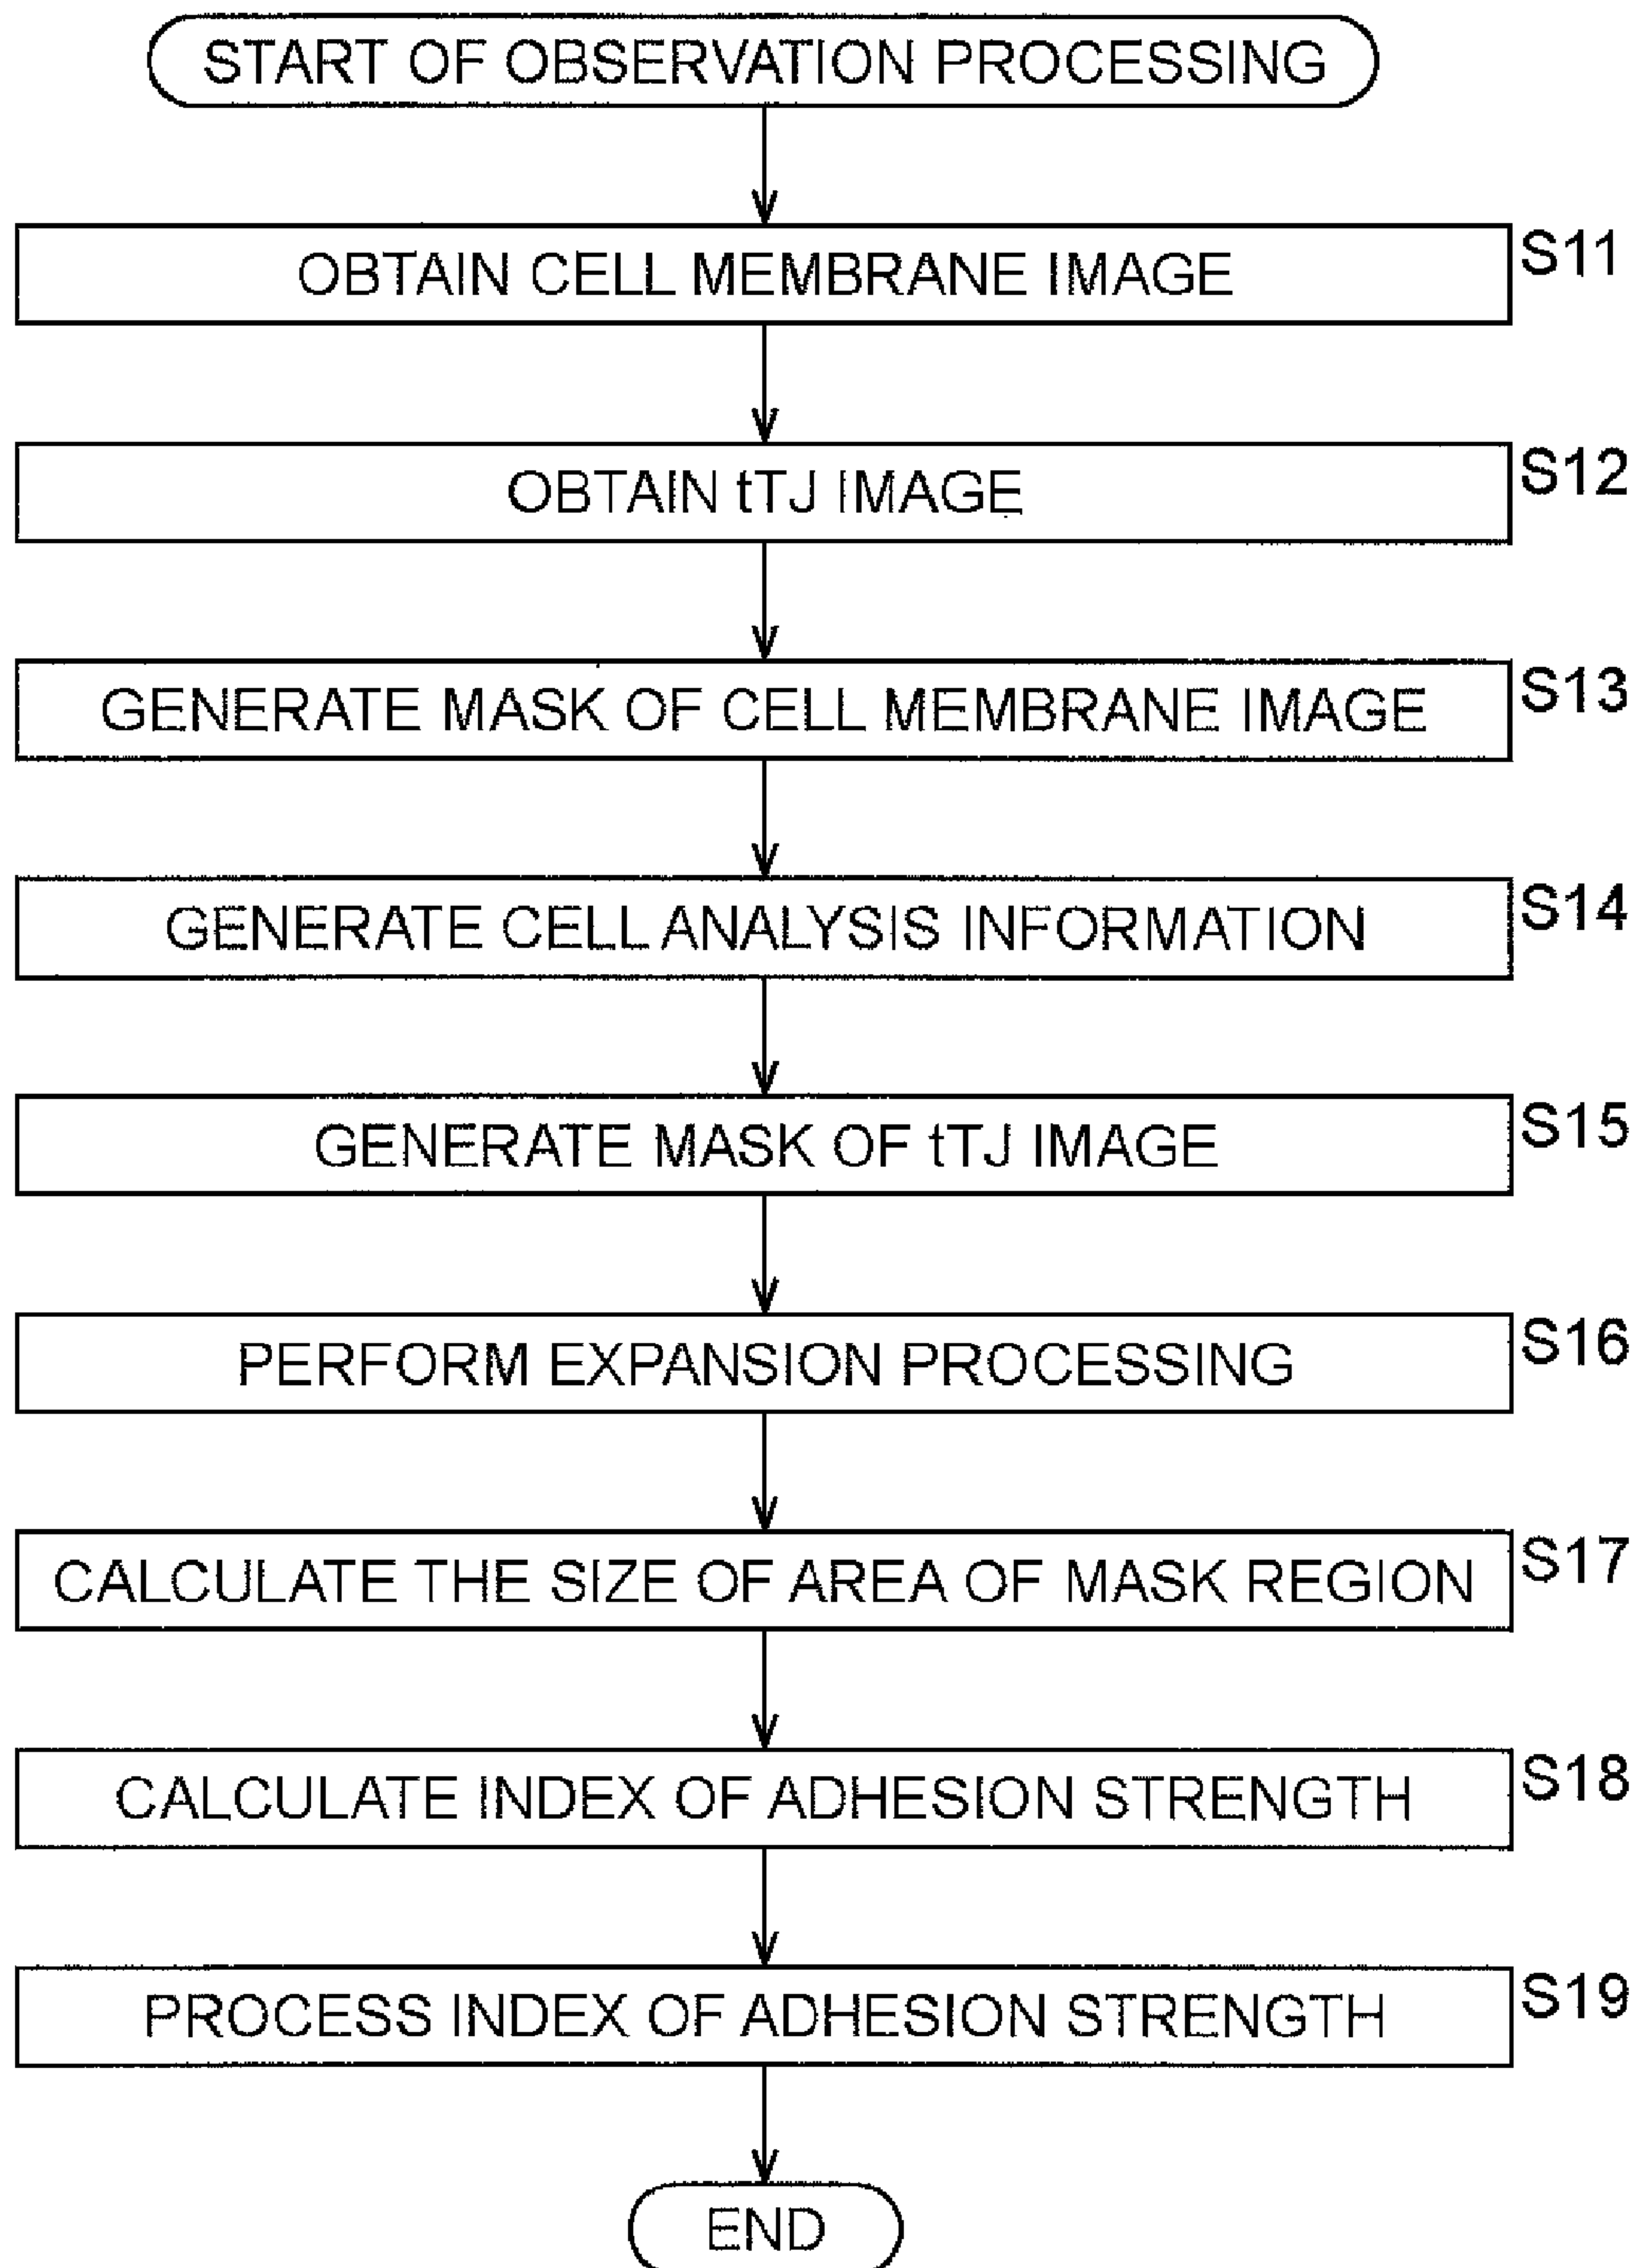 START OF OBSERVATION PROCESSING
OBTAIN CELL MEMBRANE IMAGE
S11
OBTAIN tTJ IMAGE
S12
GENERATE MASK OF CELL MEMBRANE IMAGE
S13
GENERATE CELL ANALYSIS INFORMATION
S14
GENERATE MASK OF tTJ IMAGE
S15
PERFORM EXPANSION PROCESSING
S16
CALCULATE THE SIZE OF AREA OF MASK REGION
S17
CALCULATE INDEX OF ADHESION STRENGTH
S18
PROCESS INDEX OF ADHESION STRENGTH
S19
END